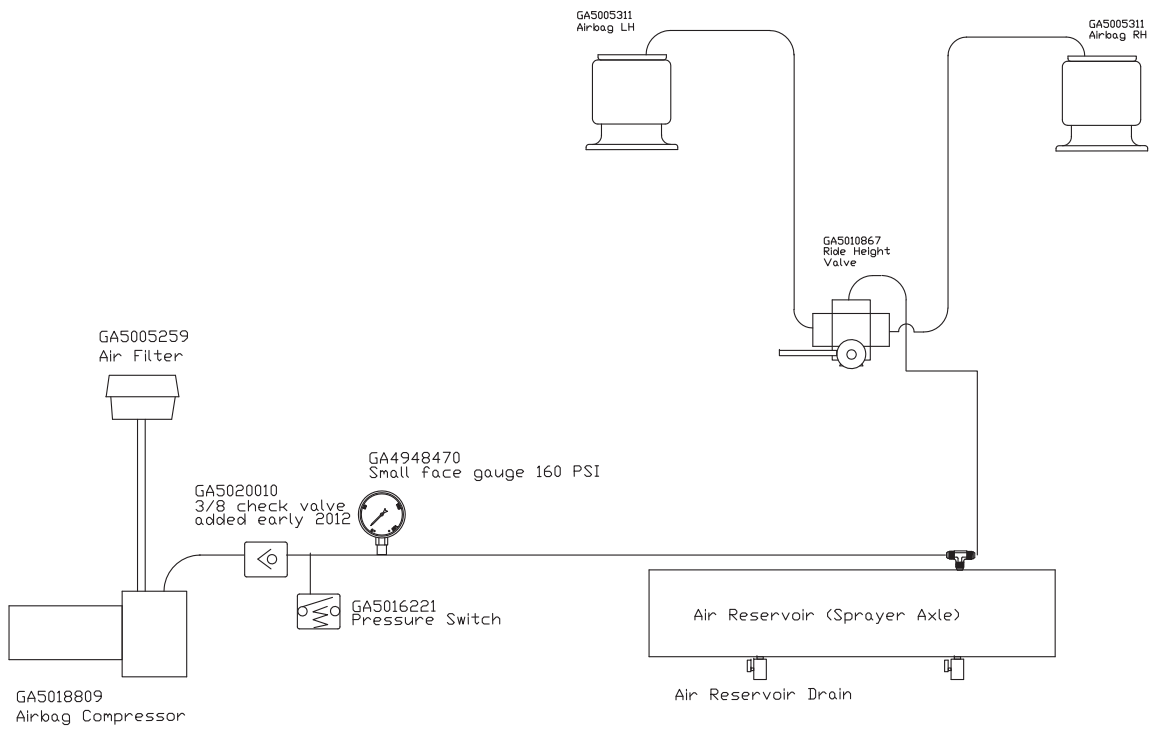 GA5005311
Airbag LH
GA5005311
Airbag RH
GA5010867
Ride Height
Valve
GA5005259
Air Filter
GA4948470
Small face gauge 160 PSI
GA5020010
3/8 check valve
added early 2012
GA5016221
Pressure Switch
Air Reservoir (Sprayer Axle)
Air Reservoir Drain
GA5018809
Airbag Compressor